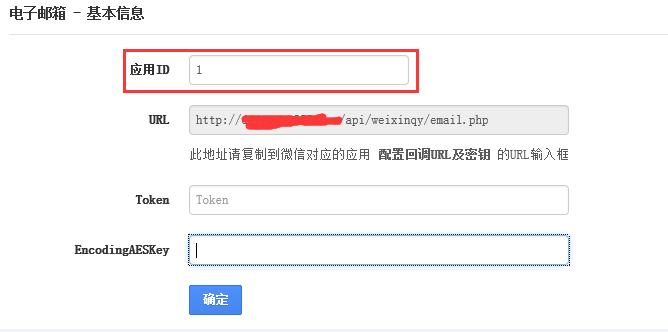 电子邮箱 - 基本信息
应用ID 1
URL http:// /api/weixinqy/email.php
此地址请复制到微信对应的应用 配置回调URL及密钥 的URL输入框
Token Token
EncodingAESKey
确定